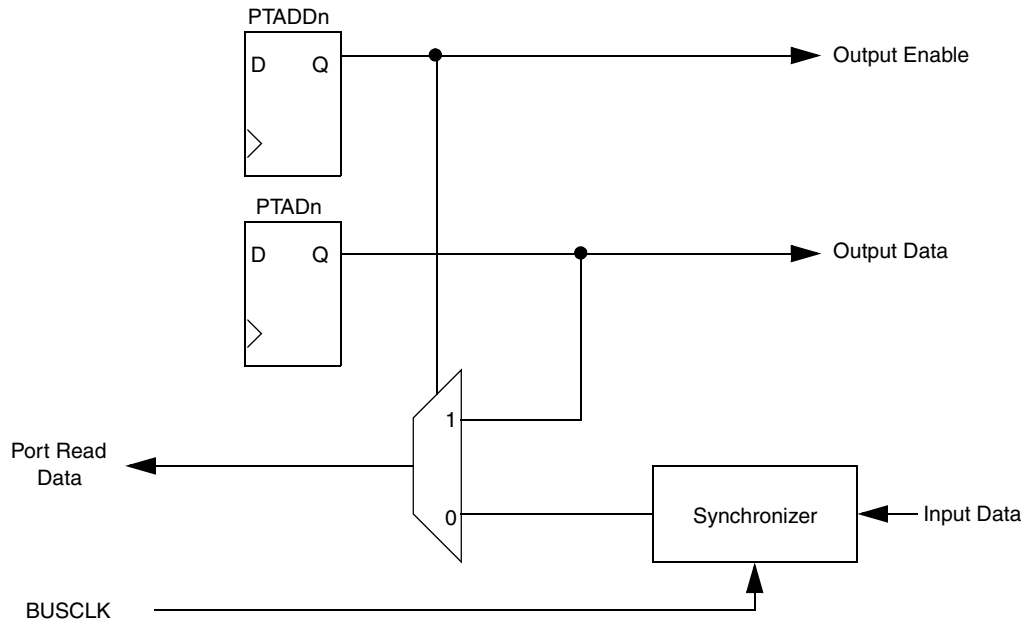 PTADDn
D Q
Output Enable
PTADn
D Q
Output Data
1
Port Read
Data
0
Synchronizer
Input Data
BUSCLK